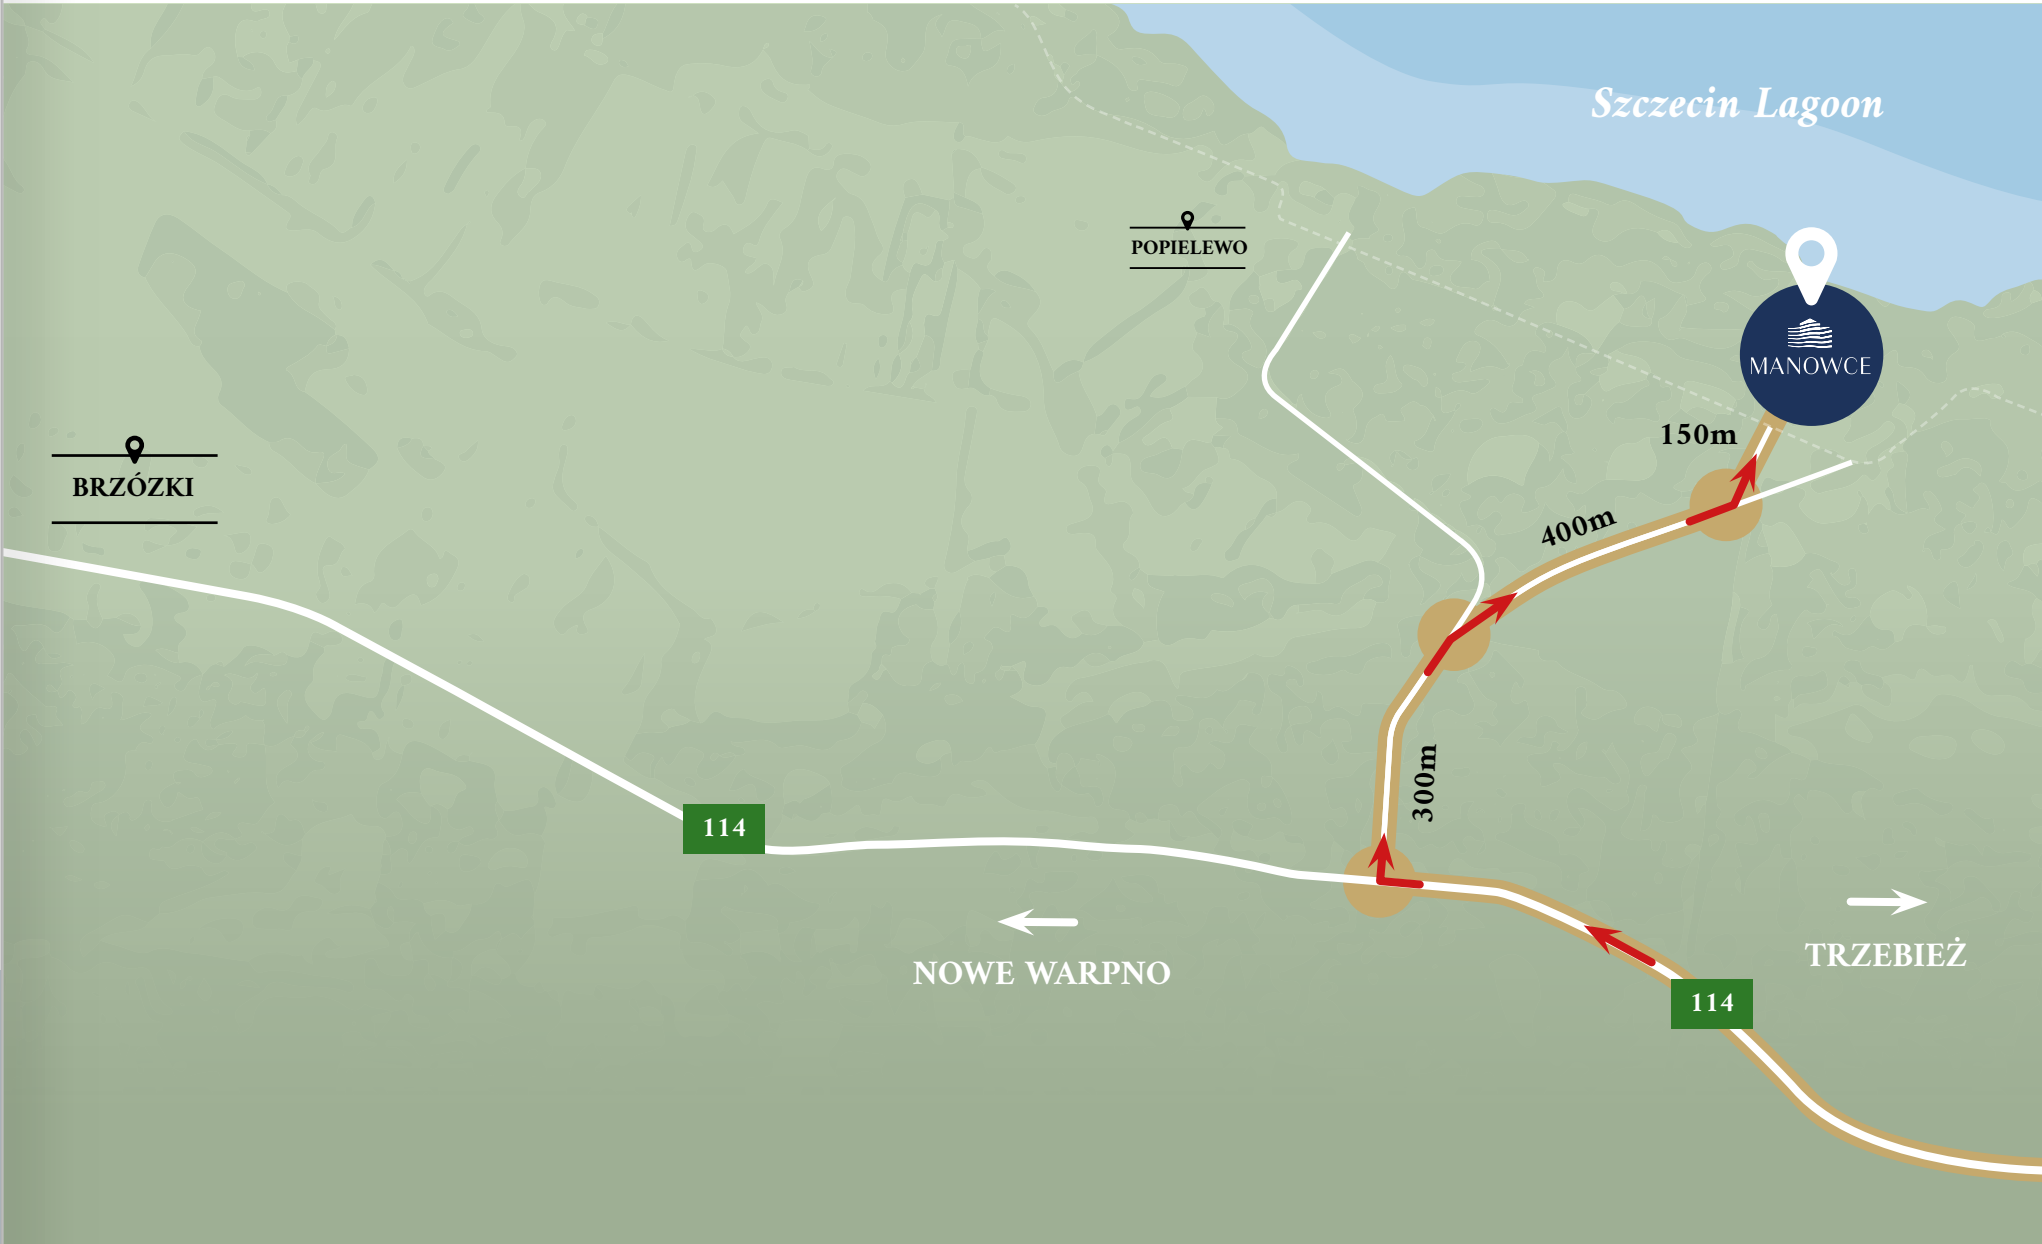 Szczecin Lagoon
POPIELEWO
MANOWCE
150m
BRZÓZKI
400m
300m
114
NOWE WARPNO
TRZEBIEŻ
114